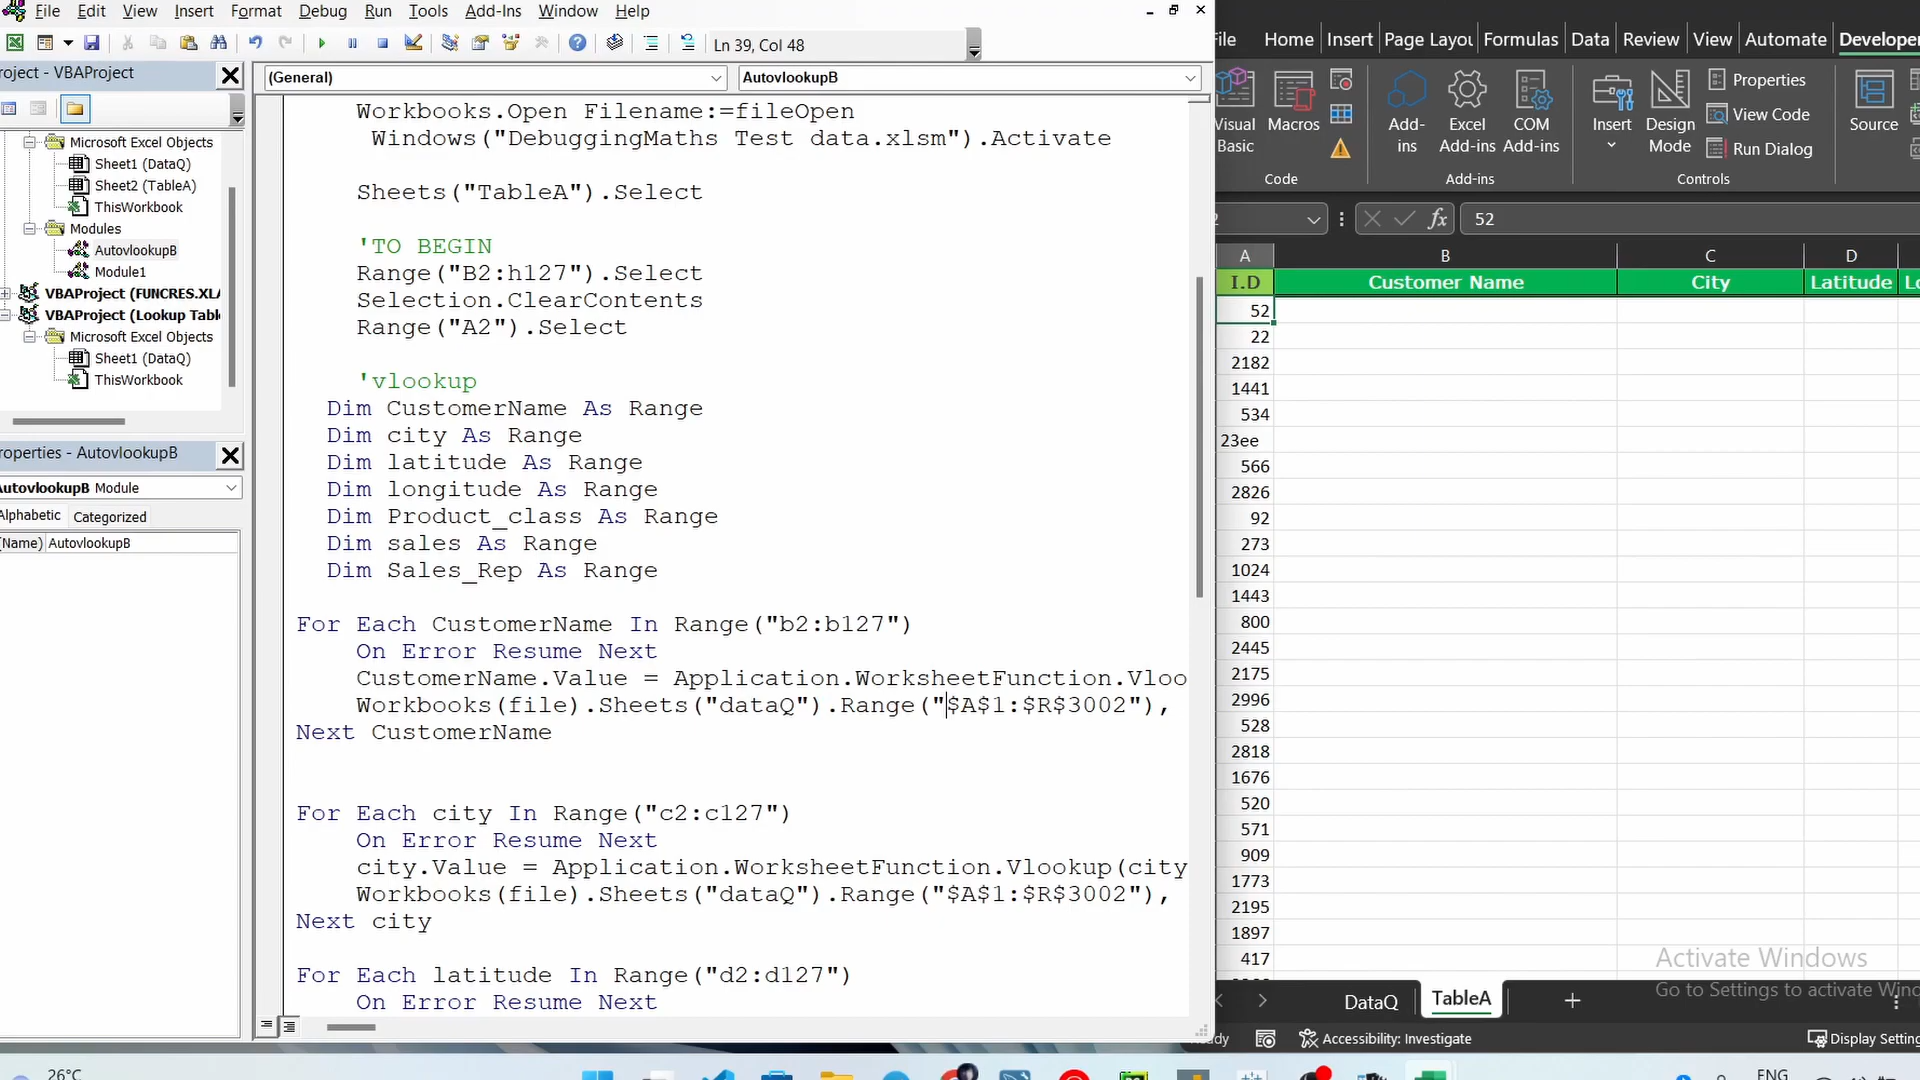 File Edit View Insert Format Debug Run Tools Add-Ins Window Help
Ln 39, Col 48
roject - VBAProject
Microsoft Excel Objects
Sheet1 (DataQ)
Sheet2 (TableA)
ThisWorkbook
Modules
AutovlookupB
Module1
VBAProject (FUNCRES.XLA
VBAProject (Lookup Tabl
Microsoft Excel Objects
Sheet1 (DataQ)
ThisWorkbook
roperties - AutovlookupB
AutovlookupB Module
Alphabetic Categorized
(Name) AutovlookupB
(General) AutovlookupB
Workbooks.Open Filename:=fileOpen
Windows("DebuggingMaths Test data.xlsm").Activate
Sheets("TableA").Select
'TO BEGIN
Range("B2:h127").Select
Selection.ClearContents
Range("A2").Select
'vlookup
Dim CustomerName As Range
Dim city As Range
Dim latitude As Range
Dim longitude As Range
Dim Product_class As Range
Dim sales As Range
Dim Sales_Rep As Range
For Each CustomerName In Range("b2:b127")
On Error Resume Next
CustomerName.Value = Application.WorksheetFunction.Vloo
Workbooks(file).Sheets("dataQ").Range("$A$1:$R$3002"),
Next CustomerName
For Each city In Range("c2:c127")
On Error Resume Next
city.Value = Application.WorksheetFunction.Vlookup(city
Workbooks(file).Sheets("dataQ").Range("$A$1:$R$3002"),
Next city
For Each latitude In Range("d2:d127")
On Error Resume Next
File Home Insert Page Layou Formulas Data Review View Automate Developer
Visual Basic
Macros
Add-ins
Excel Add-ins
COM Add-ins
Insert
Design Mode
Properties
View Code
Run Dialog
Source
Code Add-ins Controls
2 fx 52
A B C D
I.D Customer Name City Latitude Lo
52
22
2182
1441
534
23ee
566
2826
92
273
1024
1443
800
2445
2175
2996
528
2818
1676
520
571
909
1773
2195
1897
417
Activate Windows
Go to Settings to activate Wind
DataQ TableA
eady Accessibility: Investigate Display Setting
26°C
ENG